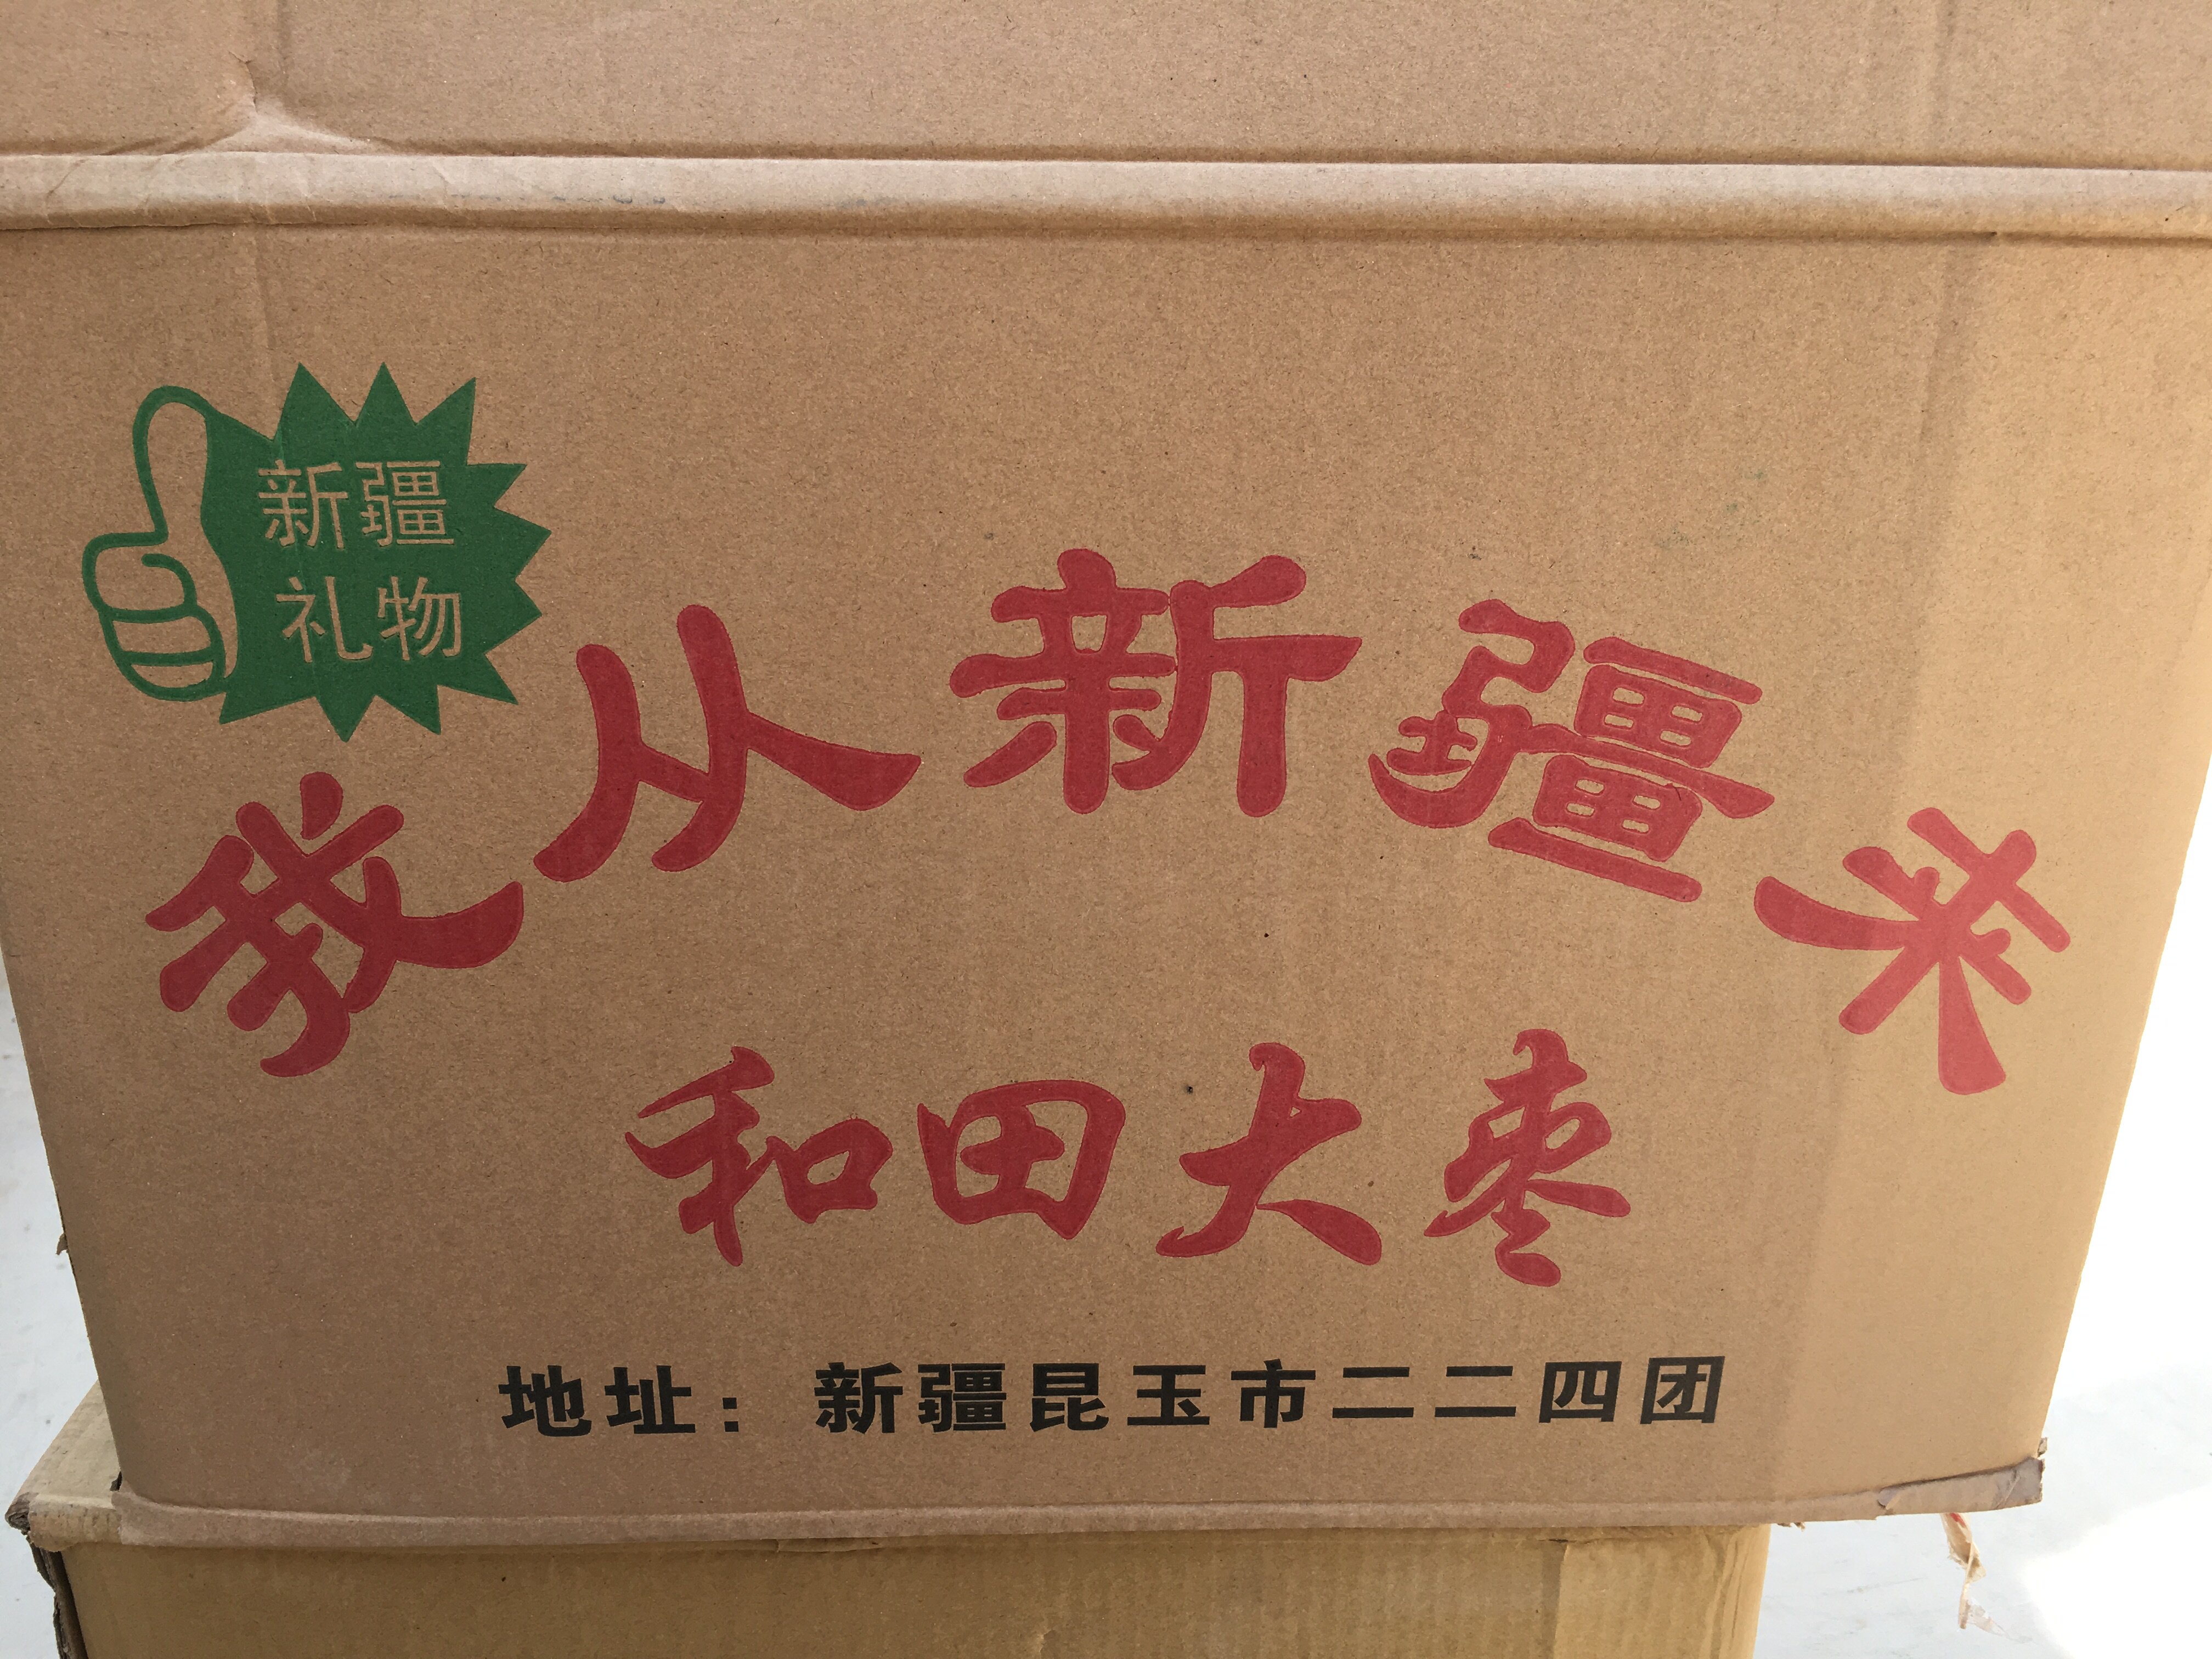 新疆
礼物
我从新疆来
和田大枣
地址：新疆昆玉市二二四团